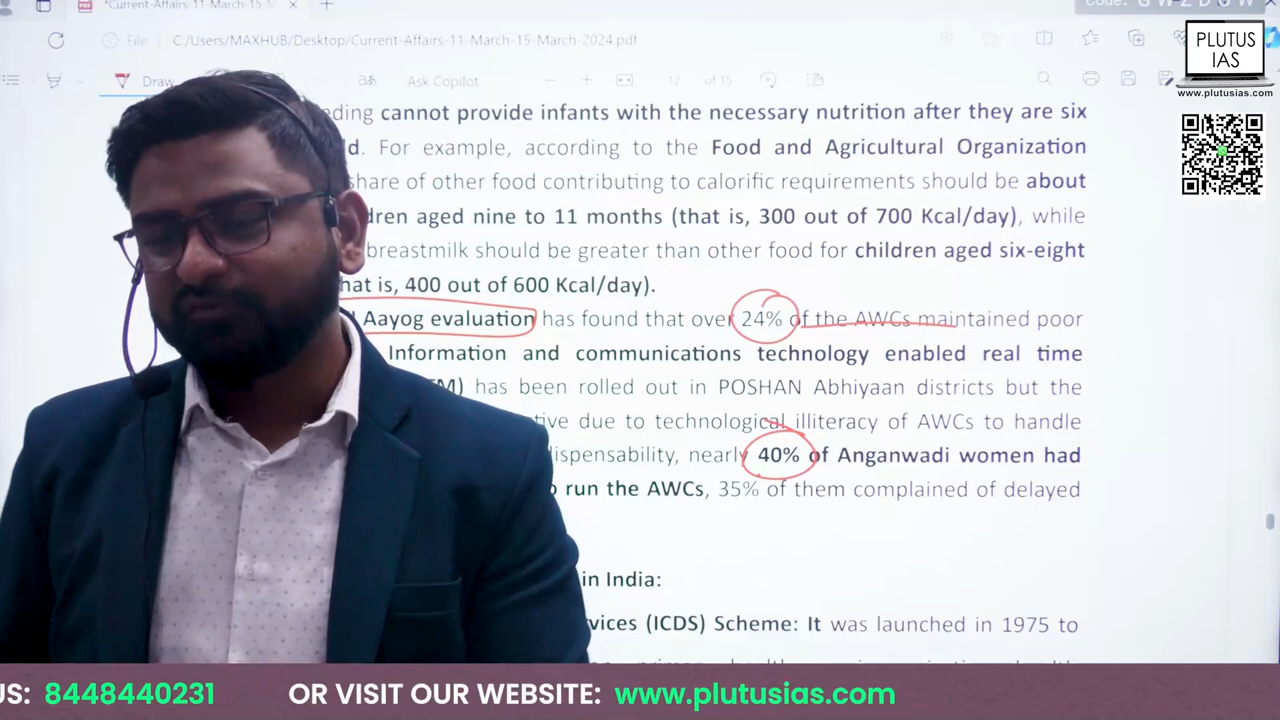 *Current-Affairs-11-March-15-
Code: G W Z D G W
File C:/Users/MAXHUB/Desktop/Current-Affairs-11-March-15-March-2024.pdf
PLUTUS
IAS
www.plutusias.com
Draw Ask Copilot 12 of 15
eding cannot provide infants with the necessary nutrition after they are six
ld. For example, according to the Food and Agricultural Organization
share of other food contributing to calorific requirements should be about
dren aged nine to 11 months (that is, 300 out of 700 Kcal/day), while
breastmilk should be greater than other food for children aged six-eight
hat is, 400 out of 600 Kcal/day).
I Aayog evaluation has found that over 24% of the AWCs maintained poor
Information and communications technology enabled real time
M) has been rolled out in POSHAN Abhiyaan districts but the
tive due to technological illiteracy of AWCs to handle
ispensability, nearly 40% of Anganwadi women had
o run the AWCs, 35% of them complained of delayed
in India:
vices (ICDS) Scheme: It was launched in 1975 to
US: 8448440231 OR VISIT OUR WEBSITE: www.plutusias.com